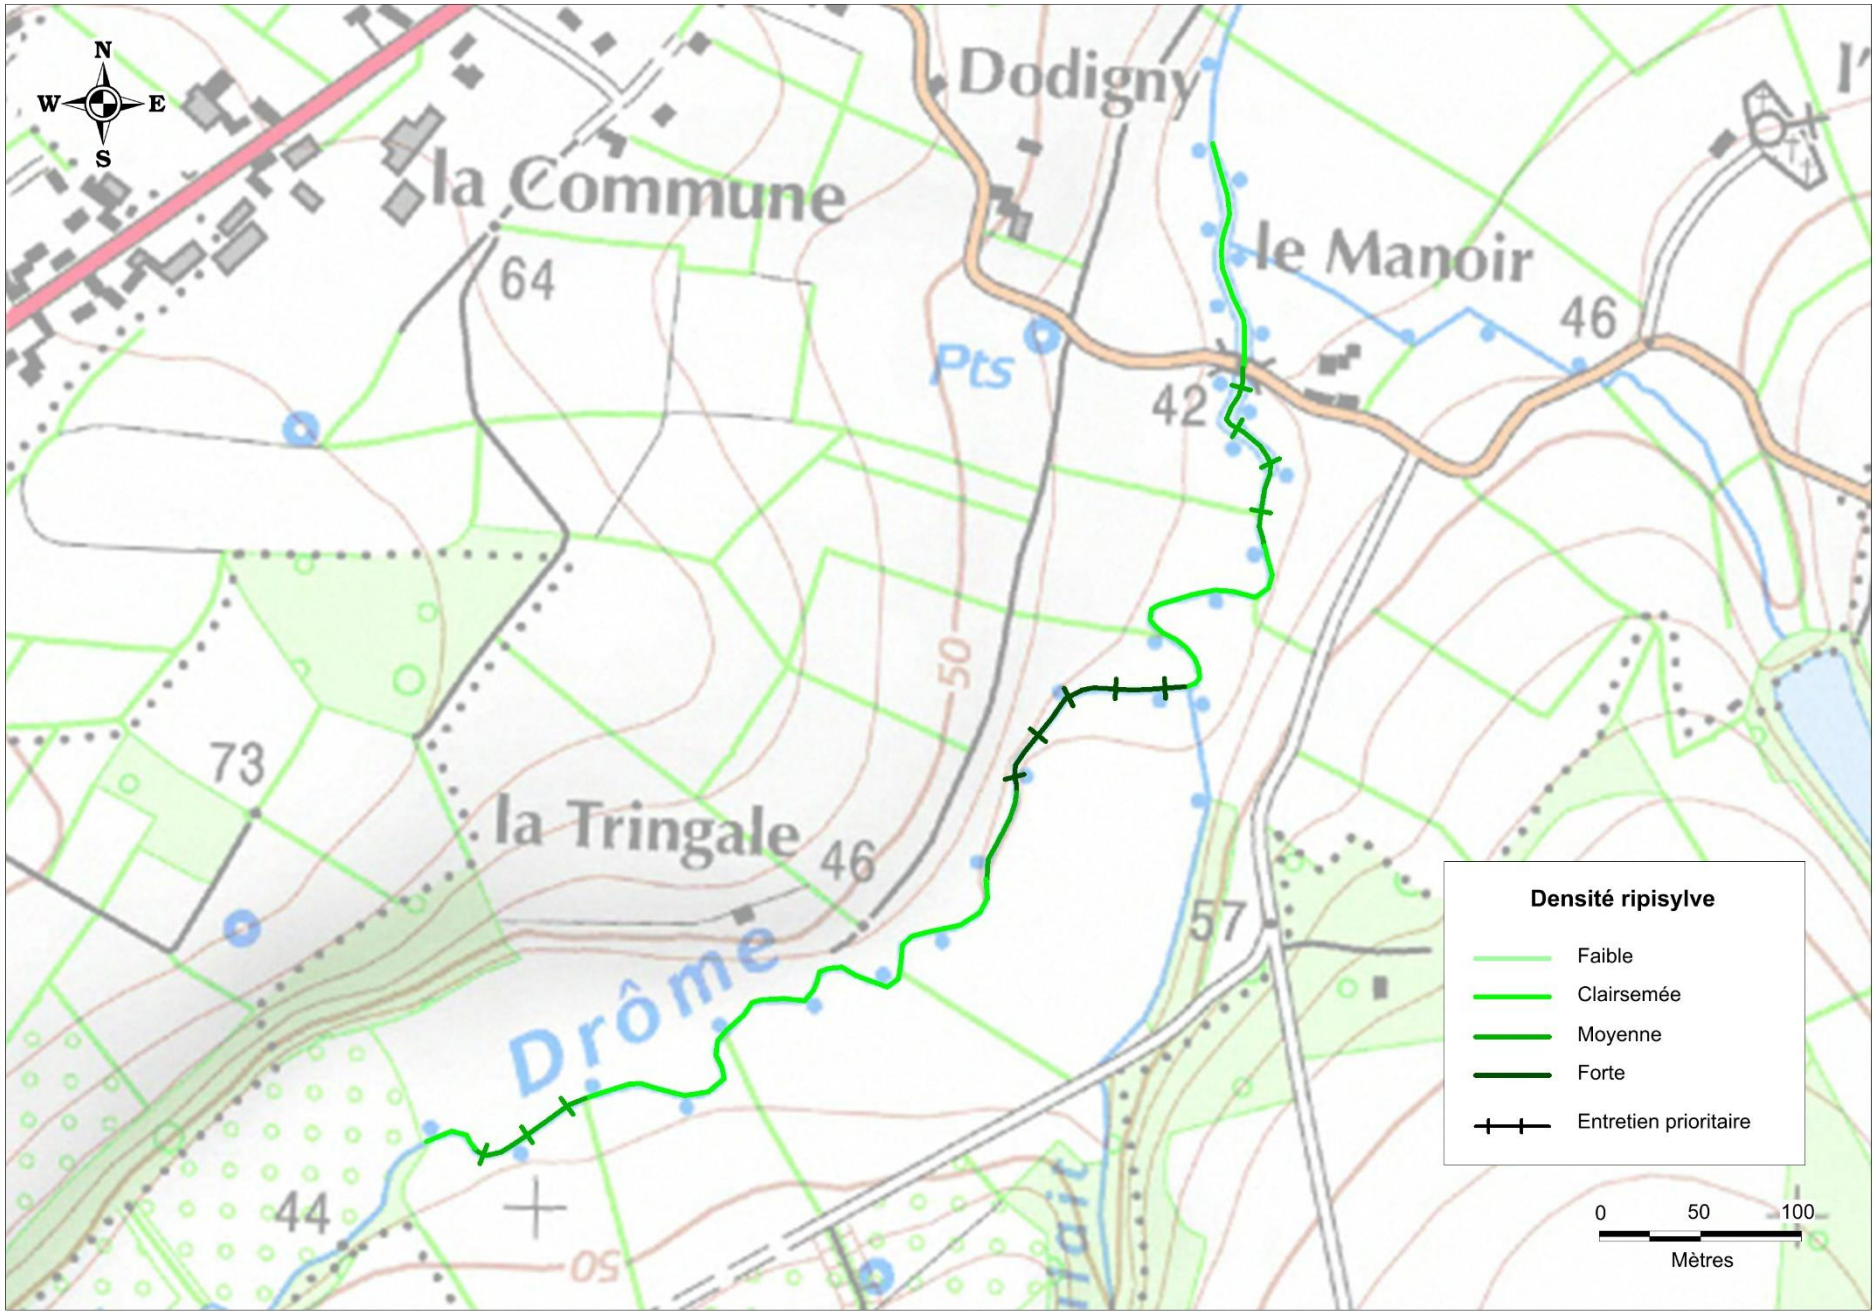 N
W E
S
Dodigny
l'
la Commune
le Manoir
64
46
Pts
42
50
73
la Tringale
46
57
Drôme
44
50
Densité ripisylve
Faible
Clairsemée
Moyenne
Forte
Entretien prioritaire
0 50 100
Mètres